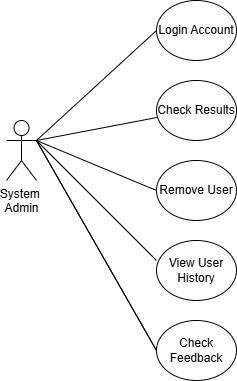 Login Account
Check Results
System
Admin
Remove User
View User
History
Check
Feedback